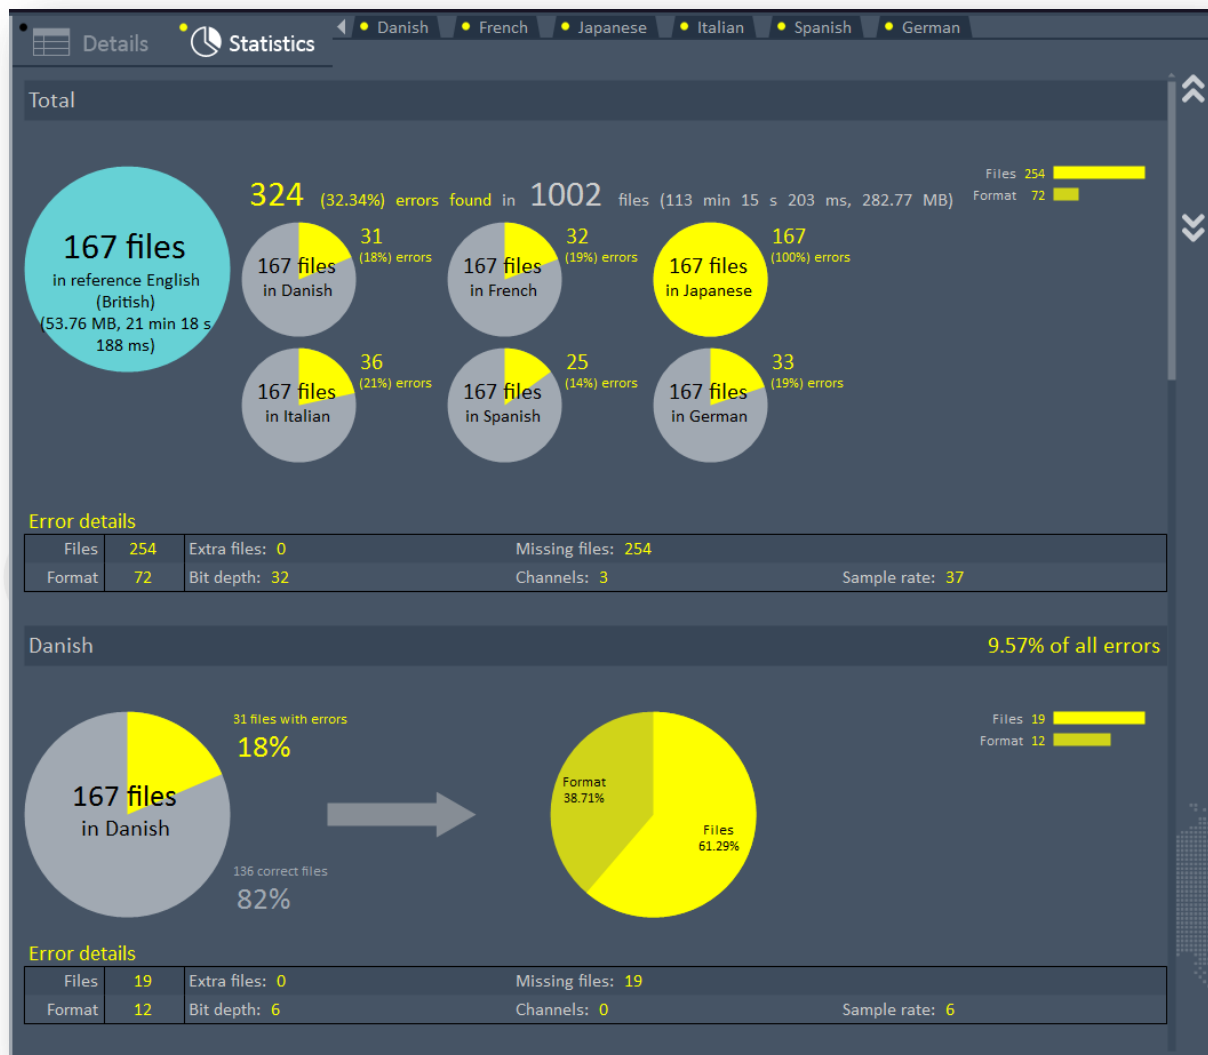 Details
Statistics
Danish
French
Japanese
Italian
Spanish
German
Total
167 files
in reference English
(British)
(53.76 MB, 21 min 18 s
188 ms)
324 (32.34%) errors found in 1002 files (113 min 15 s 203 ms, 282.77 MB)
Files 254
Format 72
167 files
in Danish
31
(18%) errors
167 files
in French
32
(19%) errors
167 files
in Japanese
167
(100%) errors
167 files
in Italian
36
(21%) errors
167 files
in Spanish
25
(14%) errors
167 files
in German
33
(19%) errors
Error details
Files 254 Extra files: 0 Missing files: 254
Format 72 Bit depth: 32 Channels: 3 Sample rate: 37
Danish 9.57% of all errors
167 files
in Danish
31 files with errors
18%
136 correct files
82%
Format
38.71%
Files
61.29%
Files 19
Format 12
Error details
Files 19 Extra files: 0 Missing files: 19
Format 12 Bit depth: 6 Channels: 0 Sample rate: 6